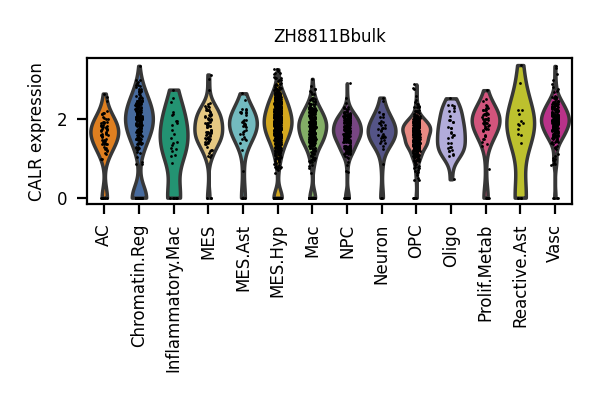 ZH8811Bbulk
CALR expression
2
0
AC
Chromatin.Reg
Inflammatory.Mac
MES
MES.Ast
MES.Hyp
Mac
NPC
Neuron
OPC
Oligo
Prolif.Metab
Reactive.Ast
Vasc